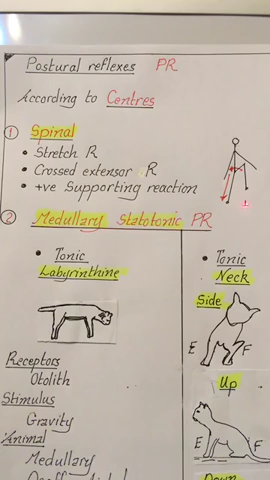 Postural reflexes PR
According to Centres
① Spinal
• Stretch R
• Crossed extensor R
• +ve Supporting reaction
② Medullary Statotonic PR
• Tonic
Labyrinthine
Receptors
Otolith
Stimulus
Gravity
Animal
Medullary
• Tonic
Neck
Side
E F
Up
E F
Down